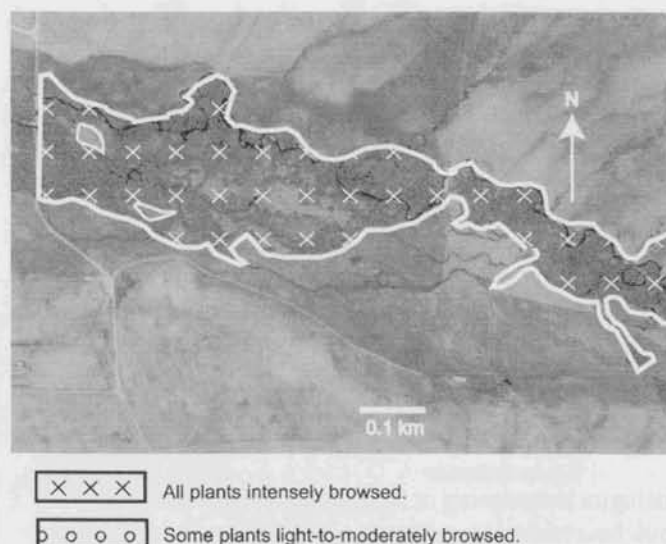 N
0.1 km
All plants intensely browsed.
Some plants light-to-moderately browsed.